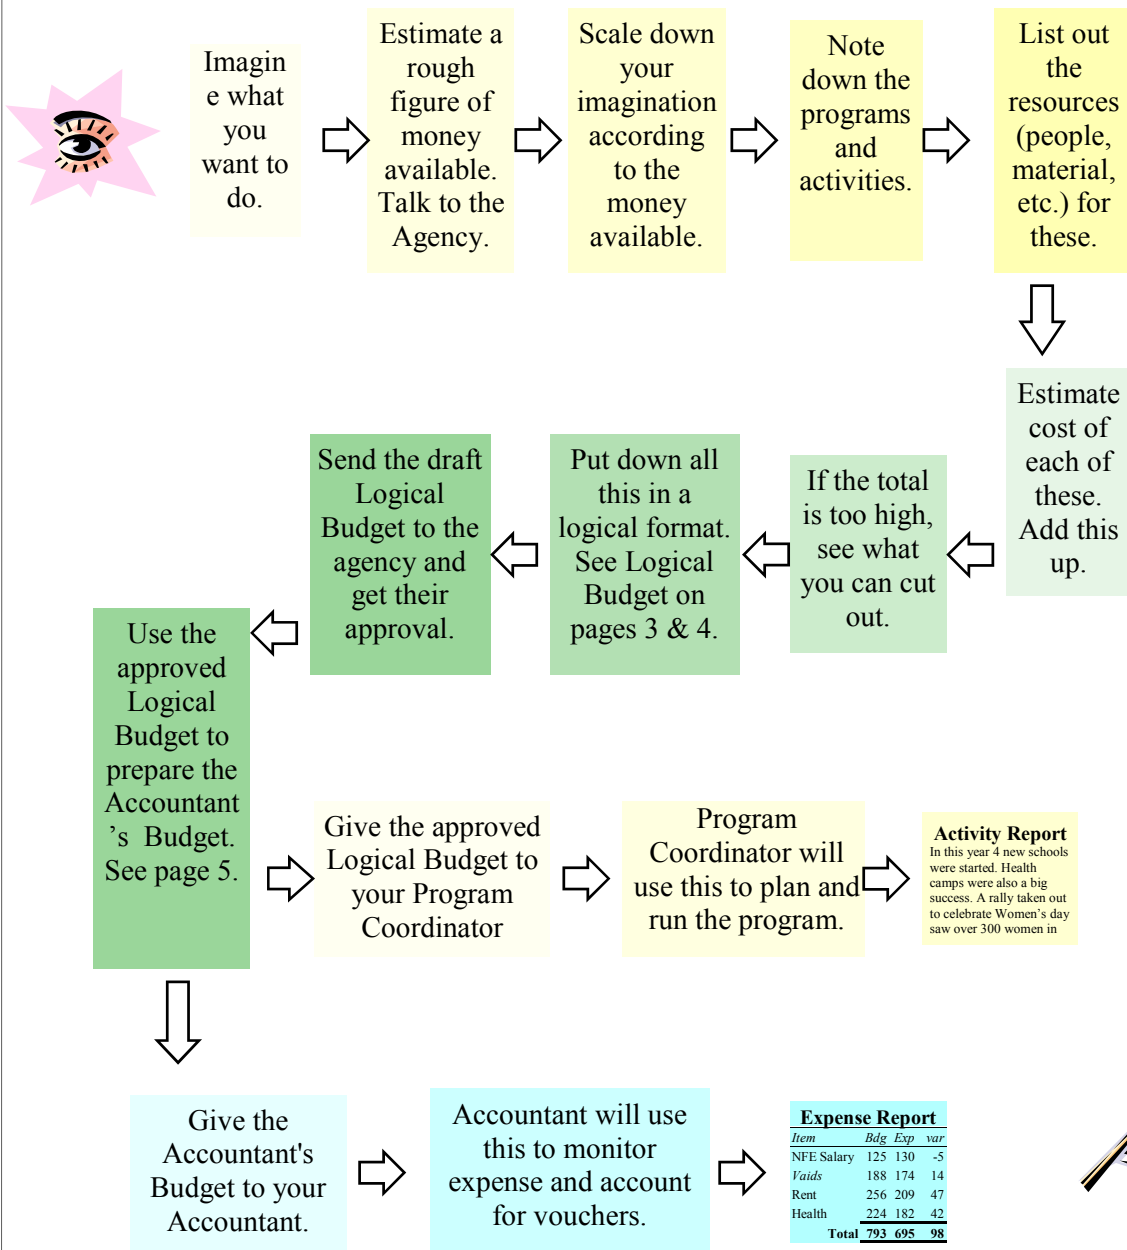 Imagin
e what
you
want to
do.
Estimate a
rough
figure of
money
available.
Talk to the
Agency.
Scale down
your
imagination
according
to the
money
available.
Note
down the
programs
and
activities.
List out
the
resources
(people,
material,
etc.) for
these.
Estimate
cost of
each of
these.
Add this
up.
If the total
is too high,
see what
you can cut
out.
Put down all
this in a
logical format.
See Logical
Budget on
pages 3 & 4.
Send the draft
Logical
Budget to the
agency and
get their
approval.
Use the
approved
Logical
Budget to
prepare the
Accountant
’s Budget.
See page 5.
Give the approved
Logical Budget to
your Program
Coordinator
Program
Coordinator will
use this to plan and
run the program.
Activity Report
In this year 4 new schools
were started. Health
camps were also a big
success. A rally taken out
to celebrate Women’s day
saw over 300 women in
Give the
Accountant's
Budget to your
Accountant.
Accountant will use
this to monitor
expense and account
for vouchers.
Expense Report
Item Bdg Exp var
NFE Salary 125 130 -5
Vaids 188 174 14
Rent 256 209 47
Health 224 182 42
Total 793 695 98